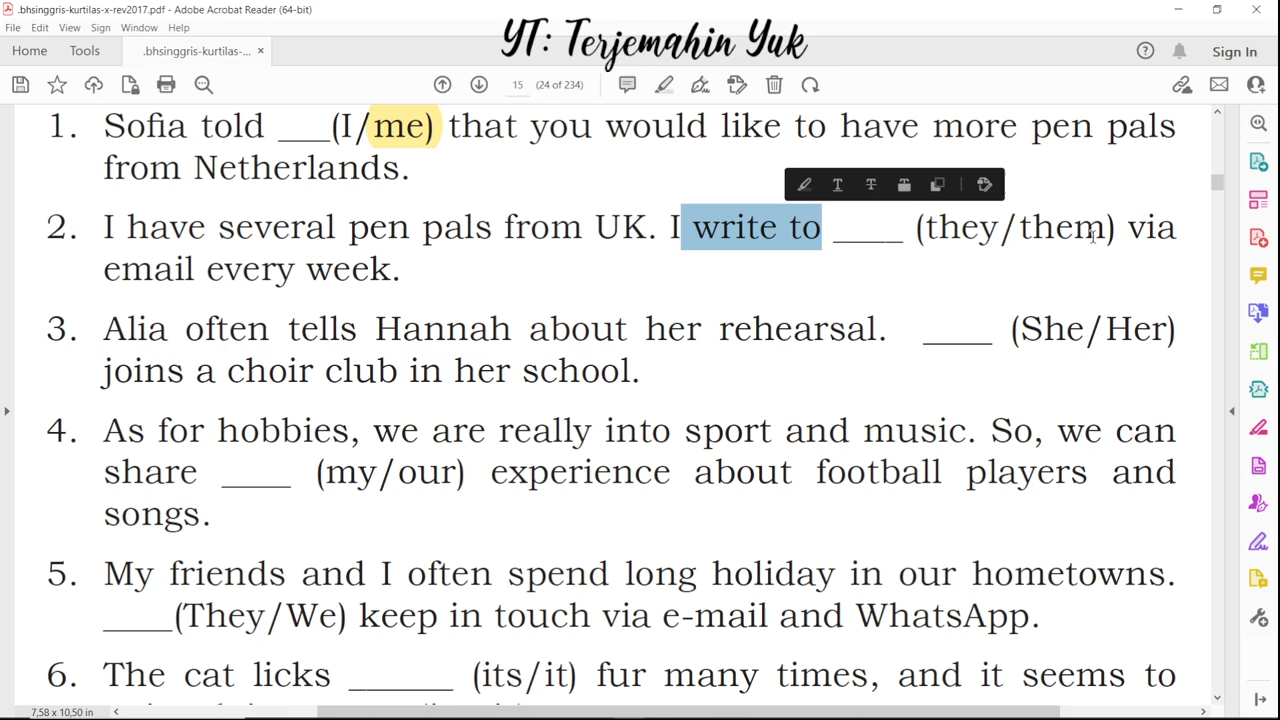 .bhsinggris-kurtilas-x-rev2017.pdf - Adobe Acrobat Reader (64-bit)
File Edit View Sign Window Help
YT: Terjemahin Yuk
Home Tools .bhsinggris-kurtilas-... × Sign In
15 (24 of 234)
1. Sofia told ___(I/me) that you would like to have more pen pals
from Netherlands.
2. I have several pen pals from UK. I write to ____ (they/them) via
email every week.
3. Alia often tells Hannah about her rehearsal. ____ (She/Her)
joins a choir club in her school.
4. As for hobbies, we are really into sport and music. So, we can
share ____ (my/our) experience about football players and
songs.
5. My friends and I often spend long holiday in our hometowns.
____(They/We) keep in touch via e-mail and WhatsApp.
6. The cat licks ______ (its/it) fur many times, and it seems to
7,58 x 10,50 in